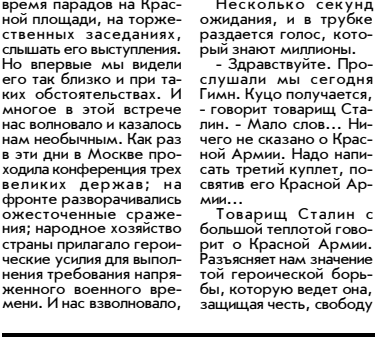 время парадов на Крас-
ной площади, на торже-
ственных заседаниях,
слышать его выступления.
Но впервые мы видели
его так близко и при та-
ких обстоятельствах. И
многое в этой встрече
нас волновало и казалось
нам необычным. Как раз
в эти дни в Москве про-
ходила конференция трех
великих держав; на
фронте разворачивались
ожесточенные сраже-
ния; народное хозяйство
страны прилагало герои-
ческие усилия для выпол-
нения требования напря-
женного военного вре-
мени. И нас взволновало,
Несколько секунд
ожидания, и в трубке
раздается голос, кото-
рый знают миллионы.
- Здравствуйте. Про-
слушали мы сегодня
Гимн. Куцо получается,
- говорит товарищ Ста-
лин. - Мало слов... Ни-
чего не сказано о Крас-
ной Армии. Надо напи-
сать третий куплет, по-
святив его Красной Ар-
мии...
Товарищ Сталин с
большой теплотой гово-
рит о Красной Армии.
Разъясняет нам значение
той героической борь-
бы, которую ведет она,
защищая честь, свободу